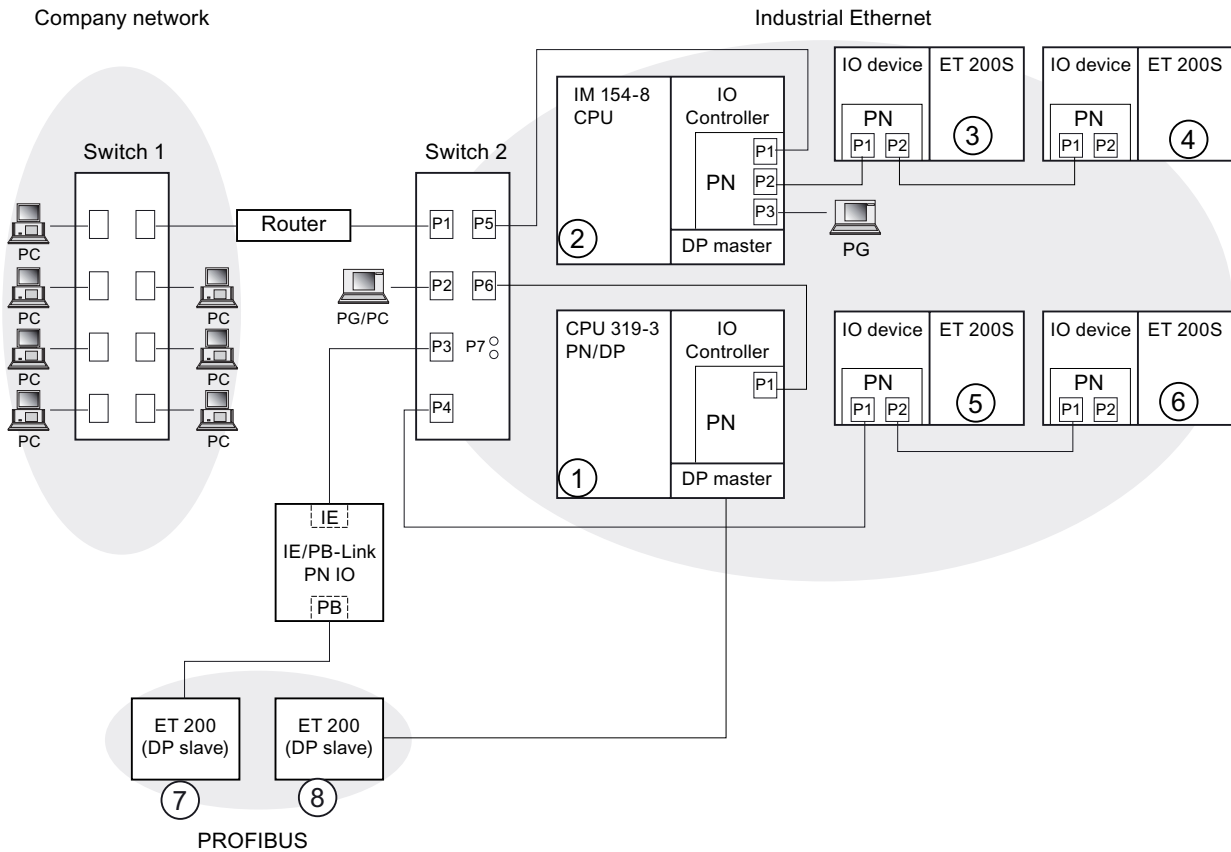 Company network
Industrial Ethernet
Switch 1
PC
PC
PC
PC
PC
PC
PC
Router
Switch 2
P1 P5
P2 P6
P3 P7
P4
PG/PC
IM 154-8
CPU
IO
Controller
P1
P2
P3
PN
DP master
2
PG
IO device
ET 200S
PN
P1 P2
3
IO device
ET 200S
PN
P1 P2
4
CPU 319-3
PN/DP
IO
Controller
P1
PN
DP master
1
IO device
ET 200S
PN
P1 P2
5
IO device
ET 200S
PN
P1 P2
6
IE
IE/PB-Link
PN IO
PB
ET 200
(DP slave)
7
ET 200
(DP slave)
8
PROFIBUS